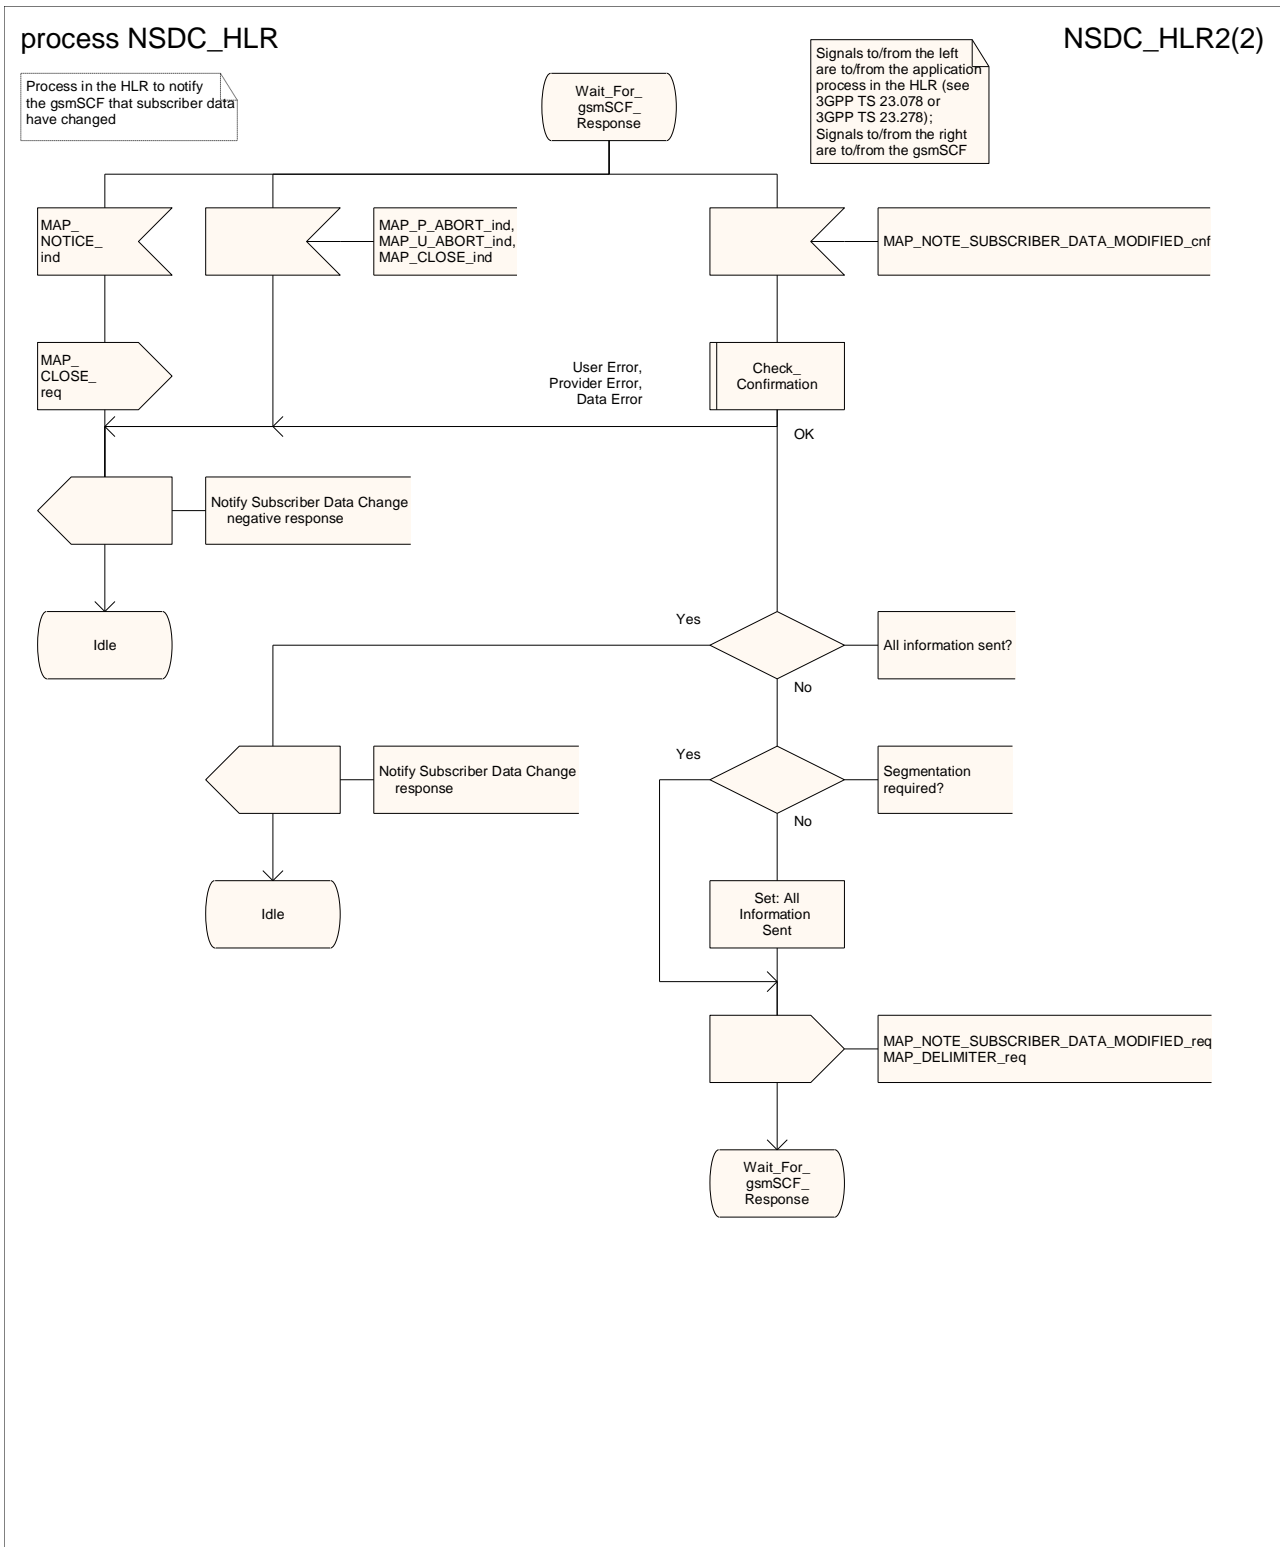 process NSDC_HLR
NSDC_HLR2(2)
Process in the HLR to notify
the gsmSCF that subscriber data
have changed
Wait_For_
gsmSCF_
Response
Signals to/from the left
are to/from the application
process in the HLR (see
3GPP TS 23.078 or
3GPP TS 23.278);
Signals to/from the right
are to/from the gsmSCF
MAP_
NOTICE_
ind
MAP_P_ABORT_ind,
MAP_U_ABORT_ind,
MAP_CLOSE_ind
MAP_NOTE_SUBSCRIBER_DATA_MODIFIED_cnf
MAP_
CLOSE_
req
User Error,
Provider Error,
Data Error
Check_
Confirmation
OK
Notify Subscriber Data Change
negative response
Idle
Yes
All information sent?
No
Notify Subscriber Data Change
response
Yes
Segmentation
required?
No
Idle
Set: All
Information
Sent
MAP_NOTE_SUBSCRIBER_DATA_MODIFIED_req
MAP_DELIMITER_req
Wait_For_
gsmSCF_
Response